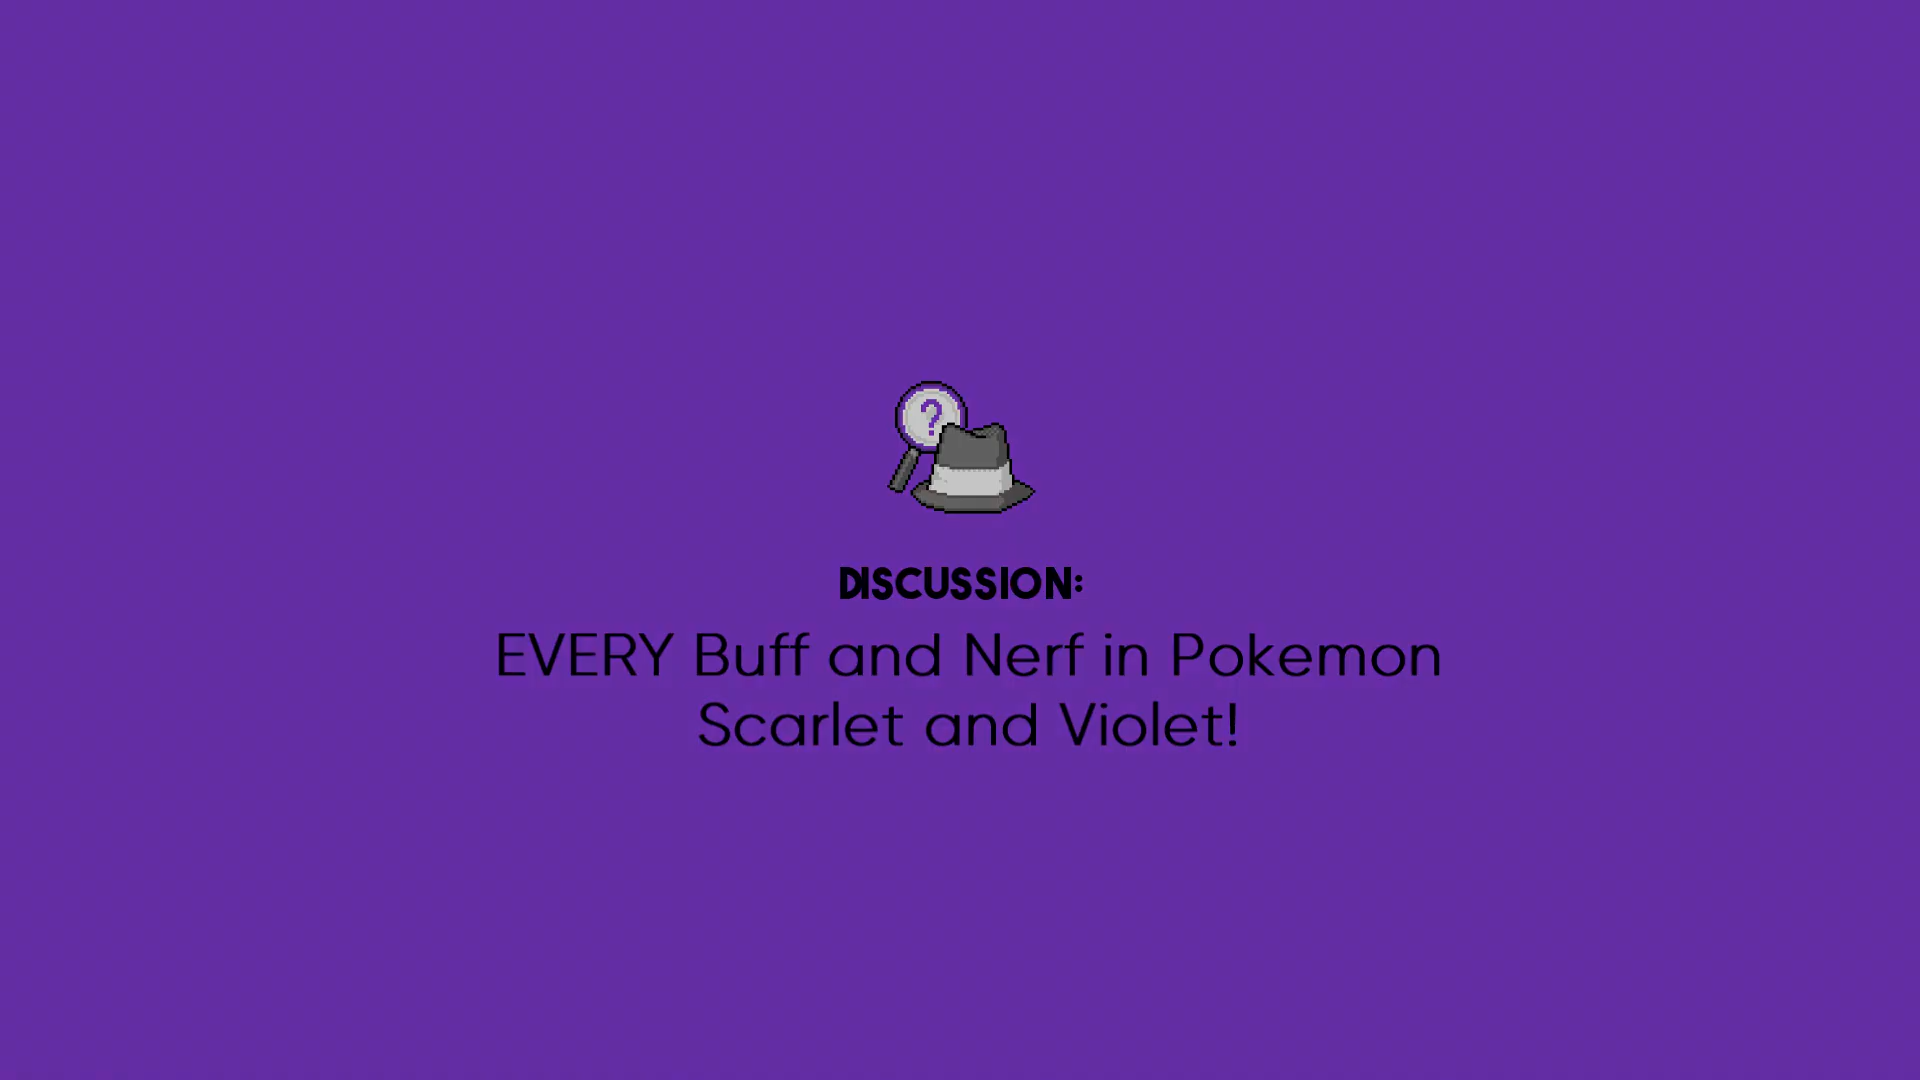 ?
DISCUSSION:
EVERY Buff and Nerf in Pokemon
Scarlet and Violet!